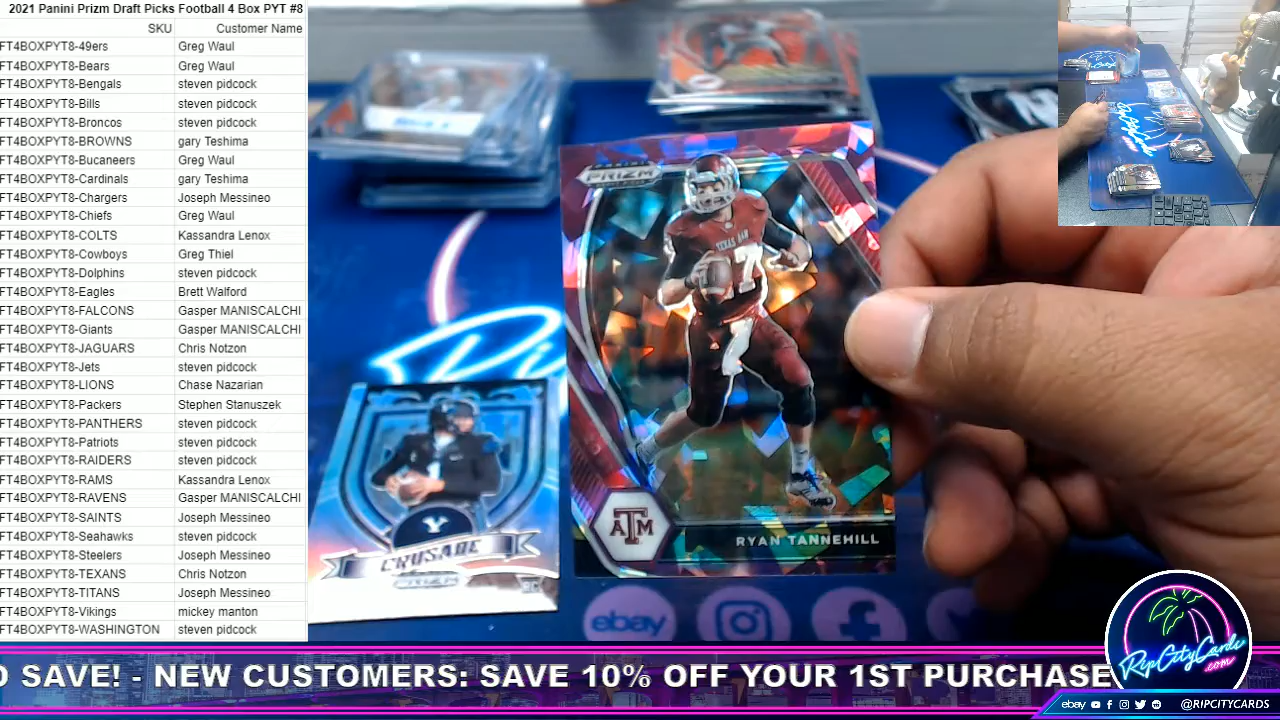 2021 Panini Prizm Draft Picks Football 4 Box PYT #8
SKU Customer Name
FT4BOXPYT8-49ers Greg Waul
FT4BOXPYT8-Bears Greg Waul
FT4BOXPYT8-Bengals steven pidcock
FT4BOXPYT8-Bills steven pidcock
FT4BOXPYT8-Broncos steven pidcock
FT4BOXPYT8-BROWNS gary Teshima
FT4BOXPYT8-Bucaneers Greg Waul
FT4BOXPYT8-Cardinals gary Teshima
FT4BOXPYT8-Chargers Joseph Messineo
FT4BOXPYT8-Chiefs Greg Waul
FT4BOXPYT8-COLTS Kassandra Lenox
FT4BOXPYT8-Cowboys Greg Thiel
FT4BOXPYT8-Dolphins steven pidcock
FT4BOXPYT8-Eagles Brett Walford
FT4BOXPYT8-FALCONS Gasper MANISCALCHI
FT4BOXPYT8-Giants Gasper MANISCALCHI
FT4BOXPYT8-JAGUARS Chris Notzon
FT4BOXPYT8-Jets steven pidcock
FT4BOXPYT8-LIONS Chase Nazarian
FT4BOXPYT8-Packers Stephen Stanuszek
FT4BOXPYT8-PANTHERS steven pidcock
FT4BOXPYT8-Patriots steven pidcock
FT4BOXPYT8-RAIDERS steven pidcock
FT4BOXPYT8-RAMS Kassandra Lenox
FT4BOXPYT8-RAVENS Gasper MANISCALCHI
FT4BOXPYT8-SAINTS Joseph Messineo
FT4BOXPYT8-Seahawks steven pidcock
FT4BOXPYT8-Steelers Joseph Messineo
FT4BOXPYT8-TEXANS Chris Notzon
FT4BOXPYT8-TITANS Joseph Messineo
FT4BOXPYT8-Vikings mickey manton
FT4BOXPYT8-WASHINGTON steven pidcock
PANINI
PRIZM
TEXAS A&M
17
ATM
RYAN TANNEHILL
1
Y
CRUSADE
PRIZM
RC
ebay
O SAVE! - NEW CUSTOMERS: SAVE 10% OFF YOUR 1ST PURCHASE
RipCityCards
.com
ebay @RIPCITYCARDS